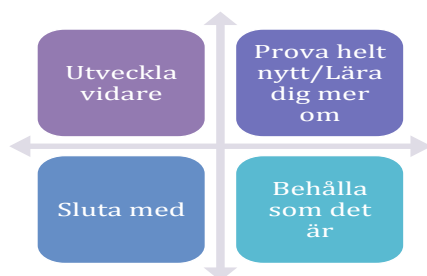 Utveckla
vidare
Prova helt
nytt/Lära
dig mer
om
Sluta med
Behålla
som det
är